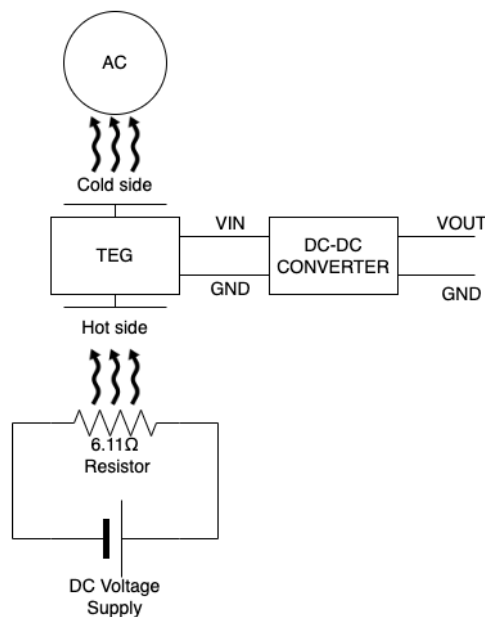 AC
Cold side
TEG
VIN
GND
DC-DC
CONVERTER
VOUT
GND
Hot side
6.11Ω
Resistor
DC Voltage
Supply